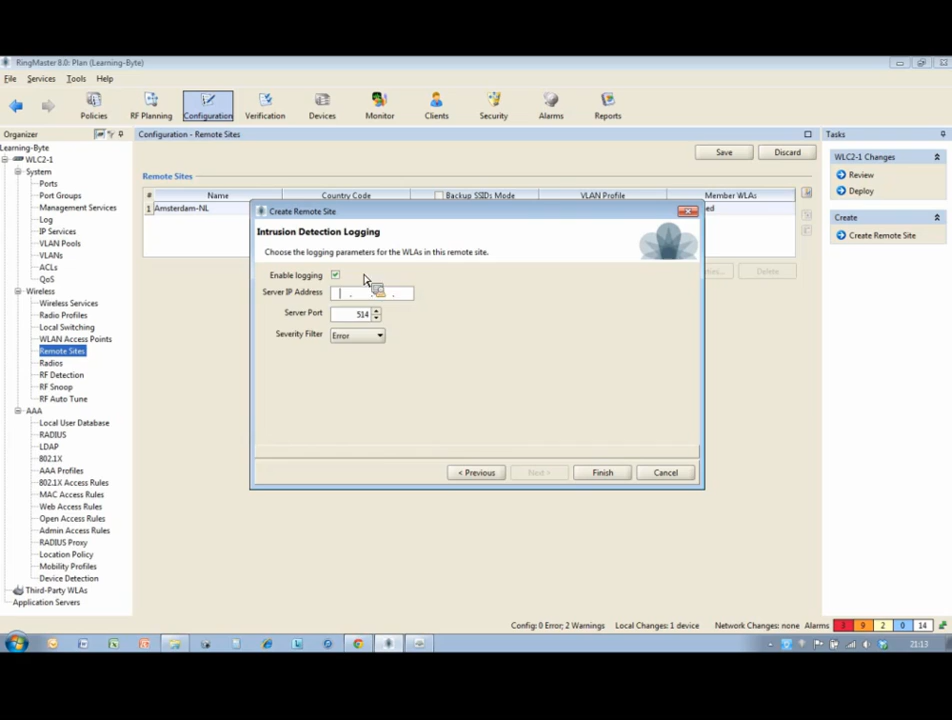 RingMaster 8.0: Plan (Learning-Byte)
File Services Tools Help
Policies RF Planning Configuration Verification Devices Monitor Clients Security Alarms Reports
Organizer
Configuration - Remote Sites
Tasks
Learning-Byte
WLC2-1
System
Ports
Port Groups
Management Services
Log
IP Services
VLAN Pools
VLANs
ACLs
QoS
Wireless
Wireless Services
Radio Profiles
Local Switching
WLAN Access Points
Remote Sites
Radios
RF Detection
RF Snoop
RF Auto Tune
AAA
Local User Database
RADIUS
LDAP
802.1X
AAA Profiles
802.1X Access Rules
MAC Access Rules
Web Access Rules
Open Access Rules
Admin Access Rules
RADIUS Proxy
Location Policy
Mobility Profiles
Device Detection
Third-Party WLAs
Application Servers
Save Discard
Remote Sites
# Name Country Code Backup SSIDs Mode VLAN Profile Member WLAs
1 Amsterdam-NL ed
Delete
Create Remote Site
Intrusion Detection Logging
Choose the logging parameters for the WLAs in this remote site.
Enable logging
Server IP Address . . .
Server Port 514
Severity Filter Error
< Previous Next > Finish Cancel
WLC2-1 Changes
Review
Deploy
Create
Create Remote Site
Config: 0 Error; 2 Warnings Local Changes: 1 device Network Changes: none Alarms 3 9 2 0 14
21:13